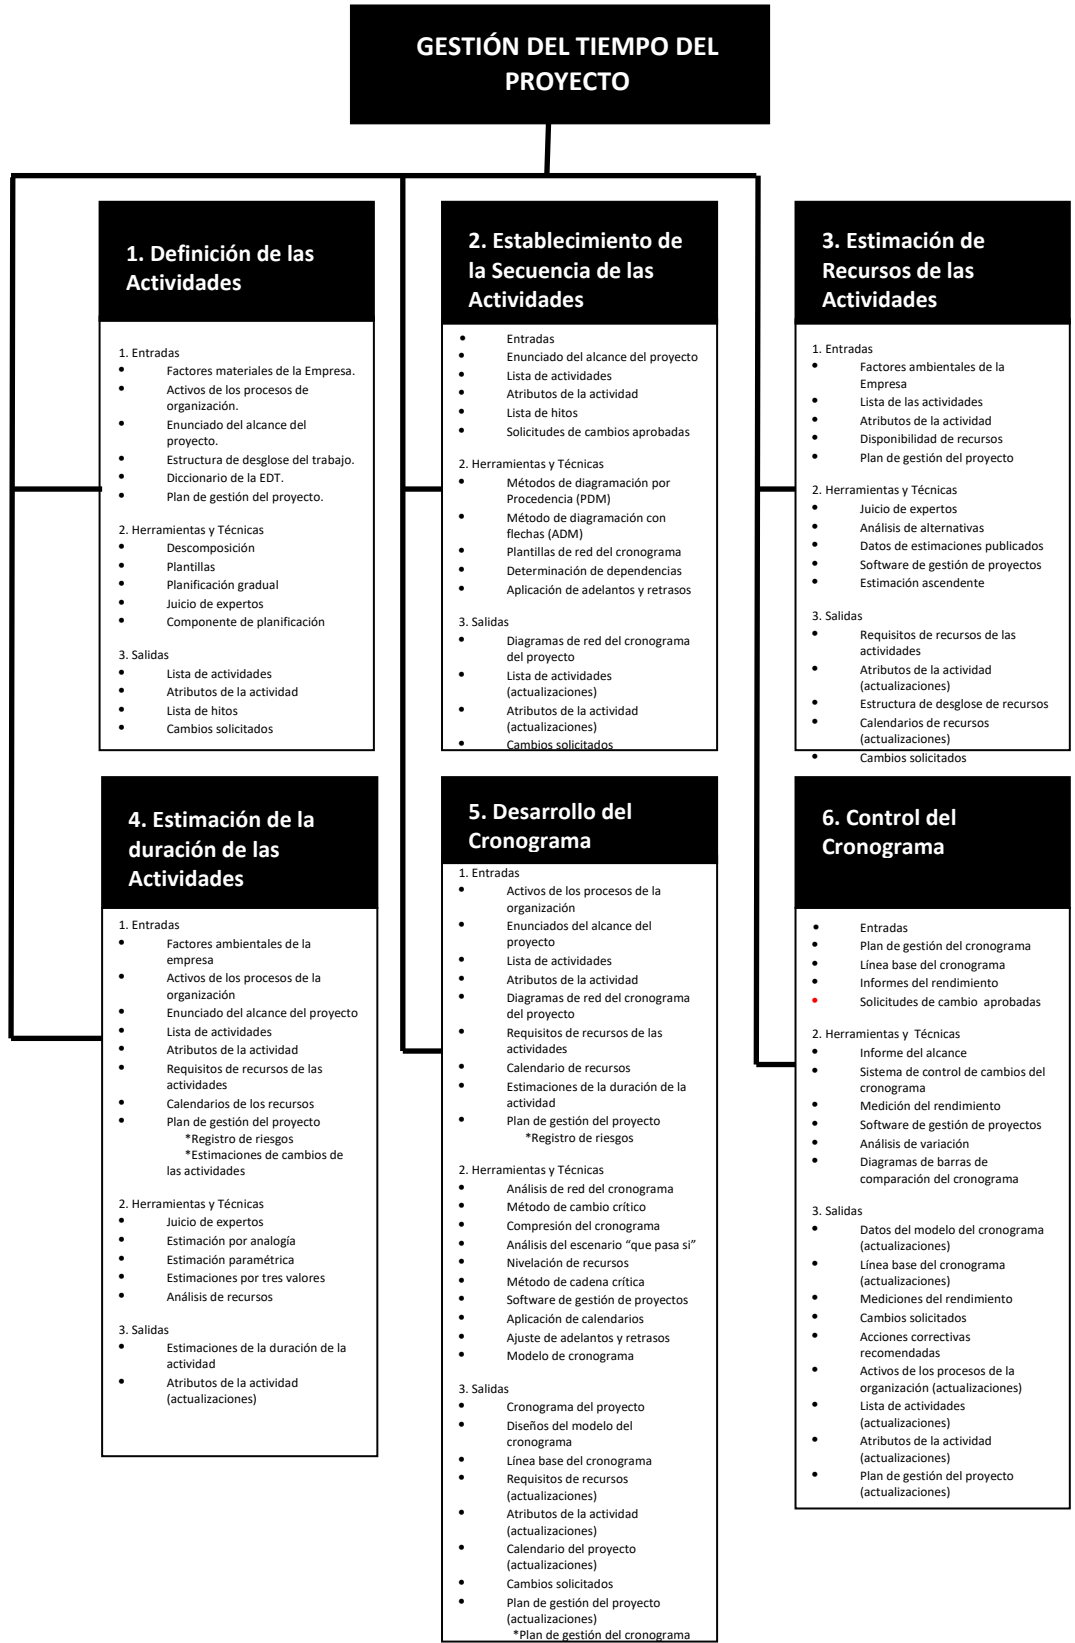 GESTIÓN DEL TIEMPO DEL
PROYECTO
1. Definición de las
Actividades
1. Entradas
• Factores materiales de la Empresa.
• Activos de los procesos de
organización.
• Enunciado del alcance del
proyecto.
• Estructura de desglose del trabajo.
• Diccionario de la EDT.
• Plan de gestión del proyecto.
2. Herramientas y Técnicas
• Descomposición
• Plantillas
• Planificación gradual
• Juicio de expertos
• Componente de planificación
3. Salidas
• Lista de actividades
• Atributos de la actividad
• Lista de hitos
• Cambios solicitados
2. Establecimiento de
la Secuencia de las
Actividades
• Entradas
• Enunciado del alcance del proyecto
• Lista de actividades
• Atributos de la actividad
• Lista de hitos
• Solicitudes de cambios aprobadas
2. Herramientas y Técnicas
• Métodos de diagramación por
Procedencia (PDM)
• Método de diagramación con
flechas (ADM)
• Plantillas de red del cronograma
• Determinación de dependencias
• Aplicación de adelantos y retrasos
3. Salidas
• Diagramas de red del cronograma
del proyecto
• Lista de actividades
(actualizaciones)
• Atributos de la actividad
(actualizaciones)
• Cambios solicitados
3. Estimación de
Recursos de las
Actividades
1. Entradas
• Factores ambientales de la
Empresa
• Lista de las actividades
• Atributos de la actividad
• Disponibilidad de recursos
• Plan de gestión del proyecto
2. Herramientas y Técnicas
• Juicio de expertos
• Análisis de alternativas
• Datos de estimaciones publicados
• Software de gestión de proyectos
• Estimación ascendente
3. Salidas
• Requisitos de recursos de las
actividades
• Atributos de la actividad
(actualizaciones)
• Estructura de desglose de recursos
• Calendarios de recursos
(actualizaciones)
• Cambios solicitados
4. Estimación de la
duración de las
Actividades
1. Entradas
• Factores ambientales de la
empresa
• Activos de los procesos de la
organización
• Enunciado del alcance del proyecto
• Lista de actividades
• Atributos de la actividad
• Requisitos de recursos de las
actividades
• Calendarios de los recursos
• Plan de gestión del proyecto
*Registro de riesgos
*Estimaciones de cambios de
las actividades
2. Herramientas y Técnicas
• Juicio de expertos
• Estimación por analogía
• Estimación paramétrica
• Estimaciones por tres valores
• Análisis de recursos
3. Salidas
• Estimaciones de la duración de la
actividad
• Atributos de la actividad
(actualizaciones)
5. Desarrollo del
Cronograma
1. Entradas
• Activos de los procesos de la
organización
• Enunciados del alcance del
proyecto
• Lista de actividades
• Atributos de la actividad
• Diagramas de red del cronograma
del proyecto
• Requisitos de recursos de las
actividades
• Calendario de recursos
• Estimaciones de la duración de la
actividad
• Plan de gestión del proyecto
*Registro de riesgos
2. Herramientas y Técnicas
• Análisis de red del cronograma
• Método de cambio crítico
• Compresión del cronograma
• Análisis del escenario “que pasa si”
• Nivelación de recursos
• Método de cadena crítica
• Software de gestión de proyectos
• Aplicación de calendarios
• Ajuste de adelantos y retrasos
• Modelo de cronograma
3. Salidas
• Cronograma del proyecto
• Diseños del modelo del
cronograma
• Línea base del cronograma
• Requisitos de recursos
(actualizaciones)
• Atributos de la actividad
(actualizaciones)
• Calendario del proyecto
(actualizaciones)
• Cambios solicitados
• Plan de gestión del proyecto
(actualizaciones)
*Plan de gestión del cronograma
6. Control del
Cronograma
• Entradas
• Plan de gestión del cronograma
• Línea base del cronograma
• Informes del rendimiento
• Solicitudes de cambio aprobadas
2. Herramientas y Técnicas
• Informe del alcance
• Sistema de control de cambios del
cronograma
• Medición del rendimiento
• Software de gestión de proyectos
• Análisis de variación
• Diagramas de barras de
comparación del cronograma
3. Salidas
• Datos del modelo del cronograma
(actualizaciones)
• Línea base del cronograma
(actualizaciones)
• Mediciones del rendimiento
• Cambios solicitados
• Acciones correctivas
recomendadas
• Activos de los procesos de la
organización (actualizaciones)
• Lista de actividades
(actualizaciones)
• Atributos de la actividad
(actualizaciones)
• Plan de gestión del proyecto
(actualizaciones)